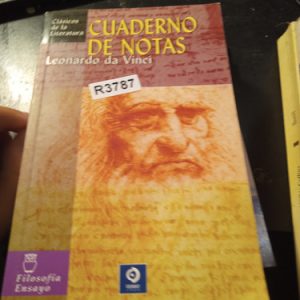 Clásicos
de la
Literatura
CUADERNO
DE NOTAS
Leonardo da Vinci
R3787
Filosofía
Ensayo